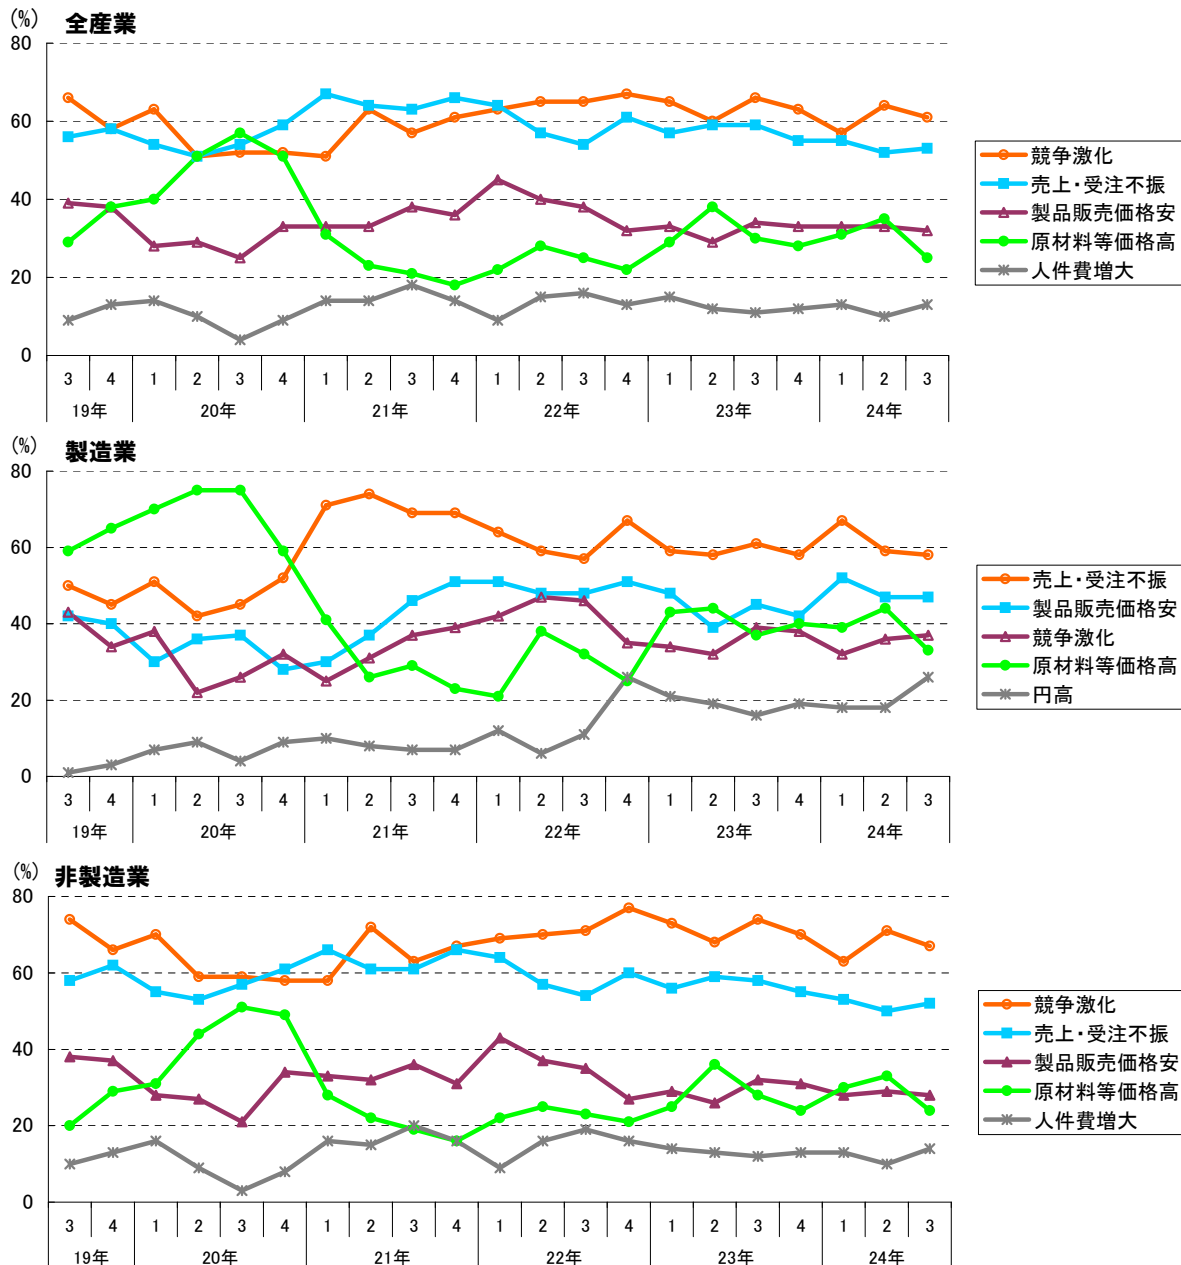 (%) 全産業
80
60
40
20
0
3 4 1 2 3 4 1 2 3 4 1 2 3 4 1 2 3 4 1 2 3
19年 20年 21年 22年 23年 24年
競争激化
売上・受注不振
製品販売価格安
原材料等価格高
人件費増大
(%) 製造業
80
60
40
20
0
3 4 1 2 3 4 1 2 3 4 1 2 3 4 1 2 3 4 1 2 3
19年 20年 21年 22年 23年 24年
売上・受注不振
製品販売価格安
競争激化
原材料等価格高
円高
(%) 非製造業
80
60
40
20
0
3 4 1 2 3 4 1 2 3 4 1 2 3 4 1 2 3 4 1 2 3
19年 20年 21年 22年 23年 24年
競争激化
売上・受注不振
製品販売価格安
原材料等価格高
人件費増大